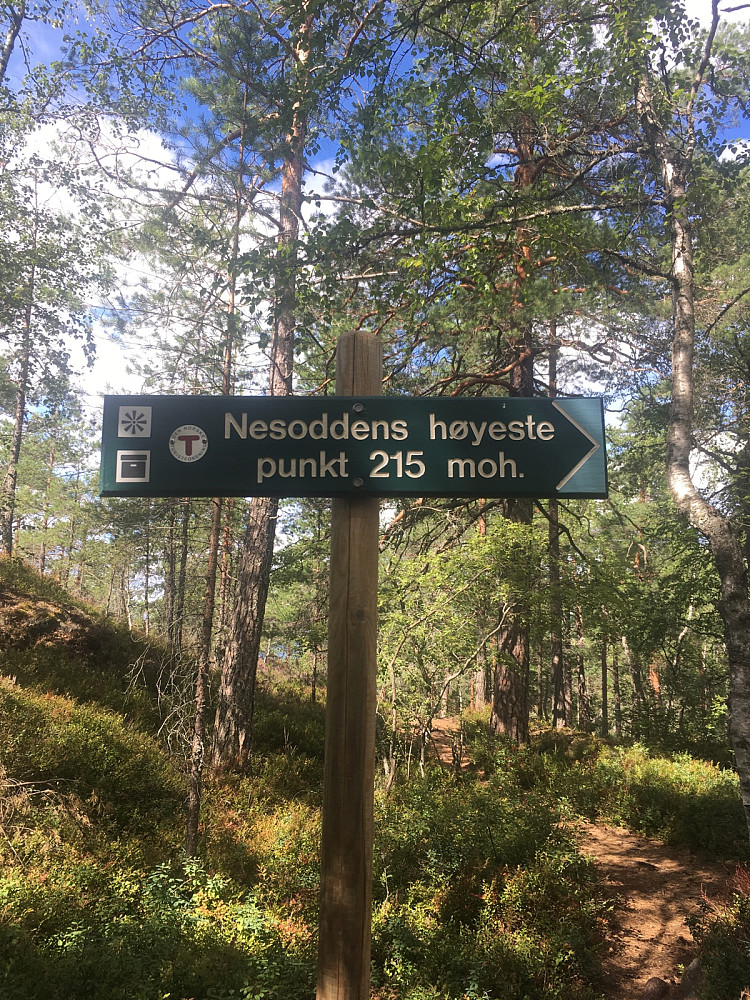 Nesoddens høyeste
punkt 215 moh.
T